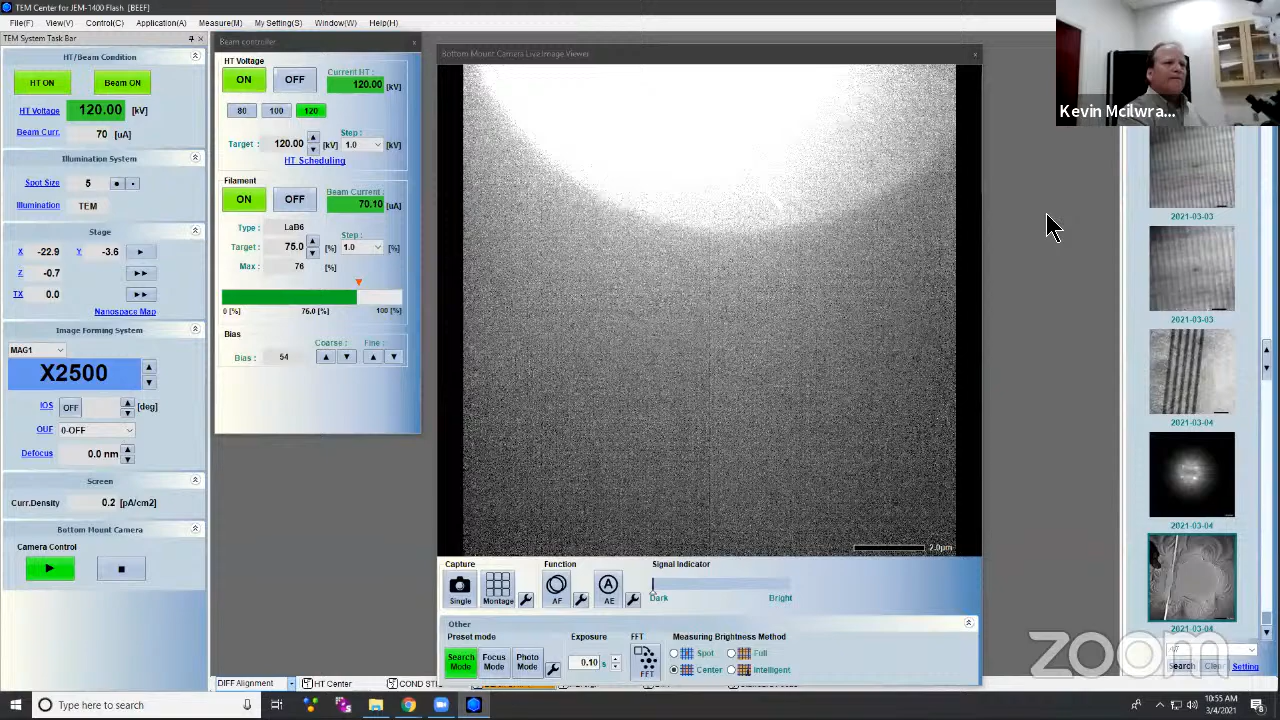 TEM Center for JEM-1400 Flash [BEEF]
File(F) View(V) Control(C) Application(A) Measure(M) My Setting(S) Window(W) Help(H)
TEM System Task Bar
HT/Beam Condition
HT ON Beam ON
HT Voltage 120.00 [kV]
Beam Curr. 70 [uA]
Illumination System
Spot Size 5
Illumination TEM
Stage
X -22.9 Y -3.6
Z -0.7
TX 0.0
Nanospace Map
Image Forming System
MAG1
X2500
IOS OFF [deg]
OUF 0-OFF
Defocus 0.0 nm
Screen
Curr.Density 0.2 [pA/cm2]
Bottom Mount Camera
Camera Control
Beam controller
HT Voltage
ON OFF Current HT : 120.00 [kV]
80 100 120
Target : 120.00 [kV] Step : 1.0
HT Scheduling
Filament
ON OFF Beam Current : 70.10 [uA]
Type : LaB6
Target : 75.0 [%] Step : 1.0 [%]
Max : 76 [%]
0 [%] 75.0 [%] 100 [%]
Bias
Coarse : Fine :
Bias : 54
Bottom Mount Camera Live Image Viewer
2.0µm
Capture Function Signal Indicator
Single Montage AF AE
Dark Bright
Other
Preset mode Exposure FFT Measuring Brightness Method
Search Mode Focus Mode Photo Mode 0.10 s FFT
Spot Full
Center Intelligent
DIFF Alignment HT Center COND STIG
Kevin Mcilwra...
2021-03-03
2021-03-03
2021-03-04
2021-03-04
2021-03-04
Search Clear Setting
zoom
Type here to search
10:55 AM
3/4/2021